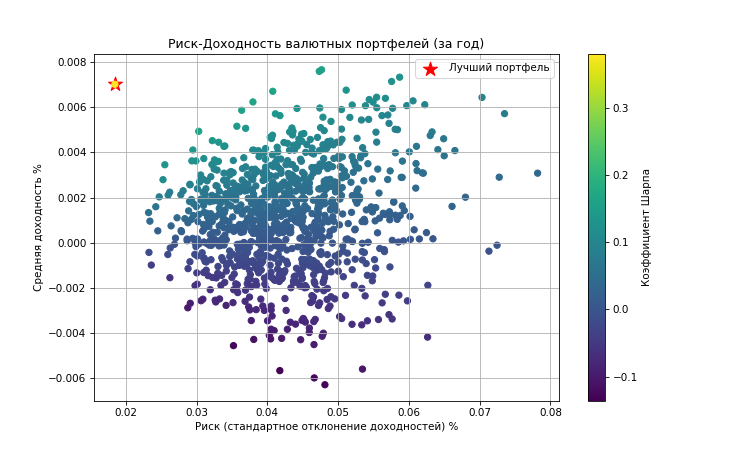 Риск-Доходность валютных портфелей (за год)
Лучший портфель
0.008
0.006
0.004
0.002
0.000
−0.002
−0.004
−0.006
Средняя доходность %
0.02 0.03 0.04 0.05 0.06 0.07 0.08
Риск (стандартное отклонение доходностей) %
0.3
0.2
0.1
0.0
−0.1
Коэффициент Шарпа